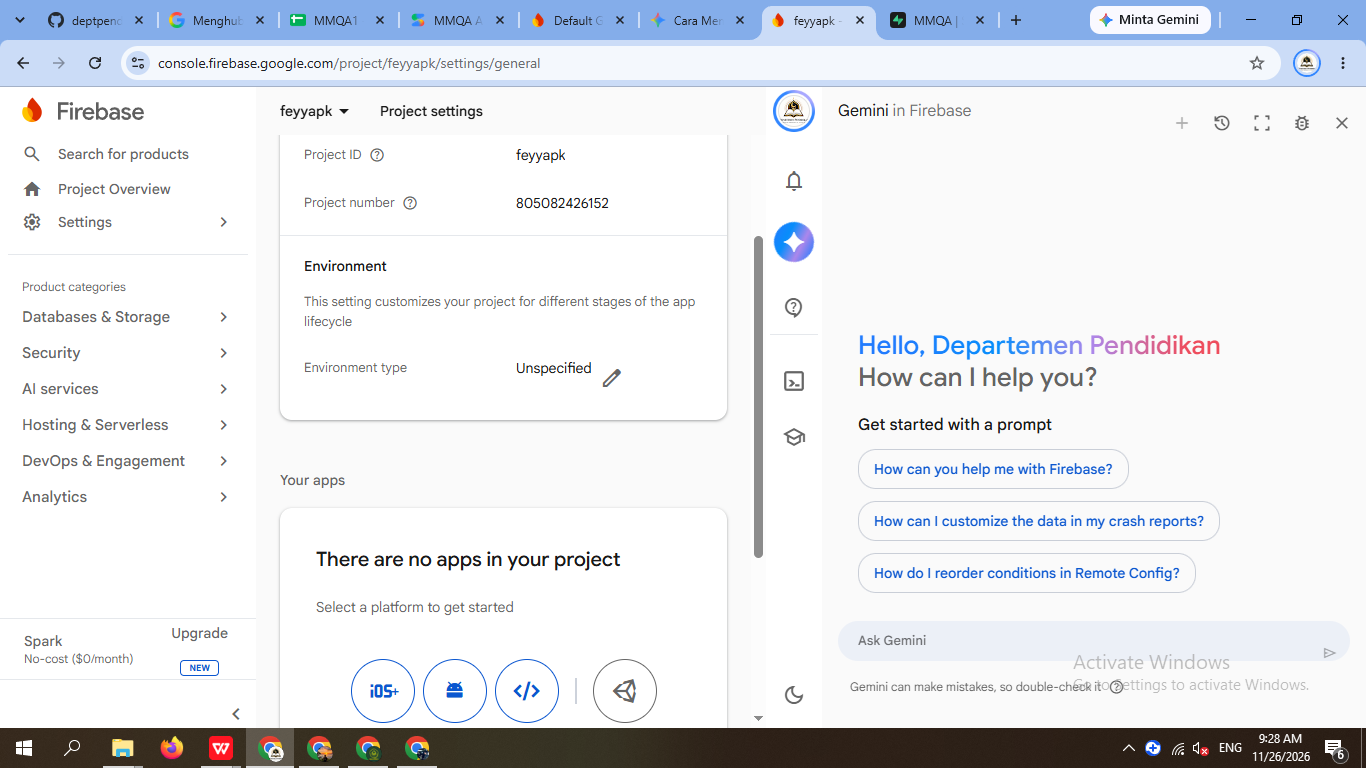 deptpenc
Menghub
MMQA1
MMQA A
Default G
Cara Mer
feyyapk -
MMQA |
Minta Gemini
console.firebase.google.com/project/feyyapk/settings/general
Firebase
Search for products
Project Overview
Settings
Product categories
Databases & Storage
Security
AI services
Hosting & Serverless
DevOps & Engagement
Analytics
Spark
No-cost ($0/month)
Upgrade
NEW
feyyapk
Project settings
Project ID
feyyapk
Project number
805082426152
Environment
This setting customizes your project for different stages of the app
lifecycle
Environment type
Unspecified
Your apps
There are no apps in your project
Select a platform to get started
iOS+
</>
Gemini in Firebase
Hello, Departemen Pendidikan
How can I help you?
Get started with a prompt
How can you help me with Firebase?
How can I customize the data in my crash reports?
How do I reorder conditions in Remote Config?
Ask Gemini
Gemini can make mistakes, so double-check it
Activate Windows
Go to Settings to activate Windows.
ENG
9:28 AM
11/26/2026
6